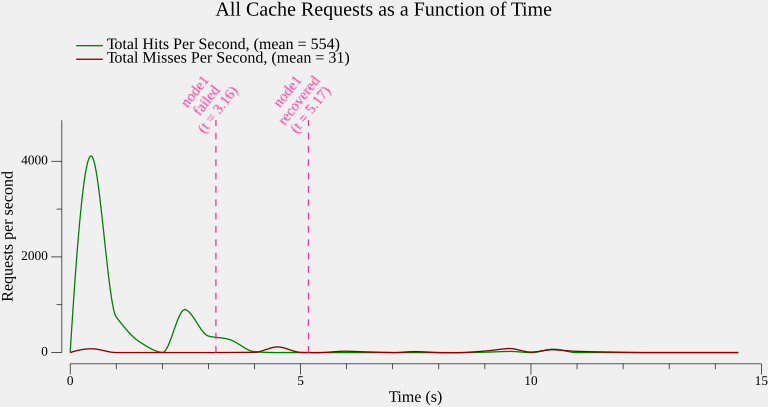 All Cache Requests as a Function of Time
Total Hits Per Second, (mean = 554)
Total Misses Per Second, (mean = 31)
node1
failed
(t = 3.16)
node1
recovered
(t = 5.17)
Requests per second
4000
2000
0
0 5 10 15
Time (s)